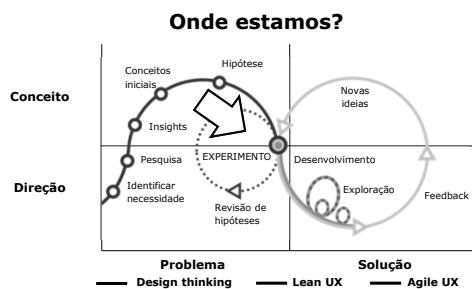 Onde estamos?
Conceito
Direção
Conceitos
iniciais
Hipótese
Insights
Pesquisa
Identificar
necessidade
EXPERIMENTO
Revisão de
hipóteses
Novas
ideias
Desenvolvimento
Exploração
Feedback
Problema
Solução
Design thinking
Lean UX
Agile UX